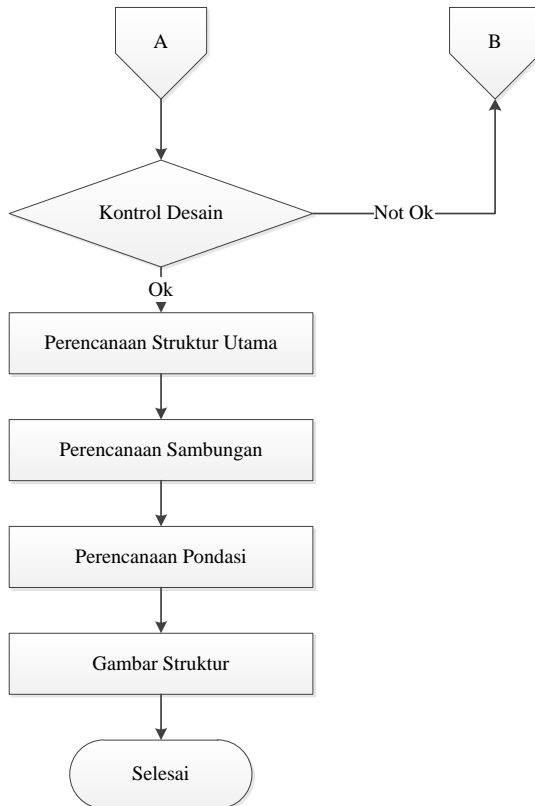 A
B
Kontrol Desain
Not Ok
Ok
Perencanaan Struktur Utama
Perencanaan Sambungan
Perencanaan Pondasi
Gambar Struktur
Selesai